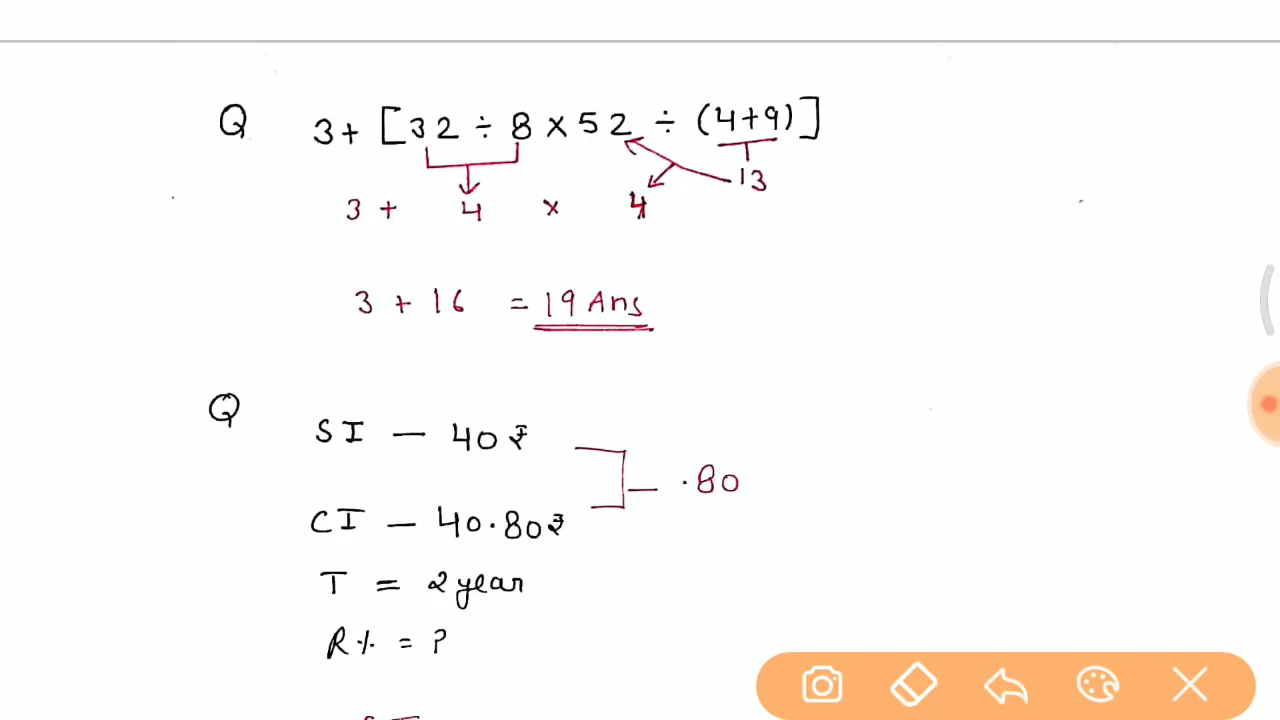 Q 3+ [32 ÷ 8 × 52 ÷ (4+9)]
13
3 + 4 × 4
3 + 16 = 19 Ans
Q
SI — 40₹
— .80
CI — 40.80₹
T = 2 year
R% = ?